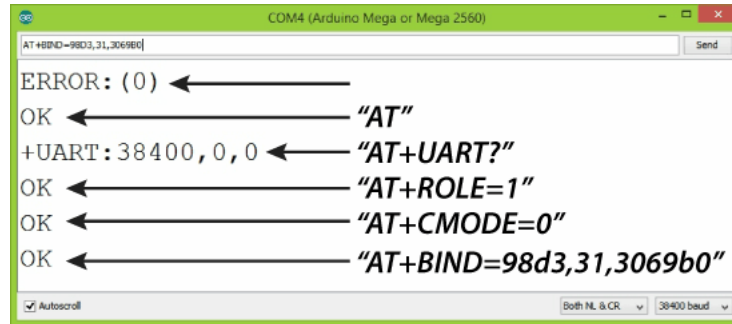 COM4 (Arduino Mega or Mega 2560)
AT+BIND=98D3,31,3069B0
Send
ERROR:(0)
OK "AT"
+UART:38400,0,0 "AT+UART?"
OK "AT+ROLE=1"
OK "AT+CMODE=0"
OK "AT+BIND=98d3,31,3069b0"
Autoscroll
Both NL & CR
38400 baud